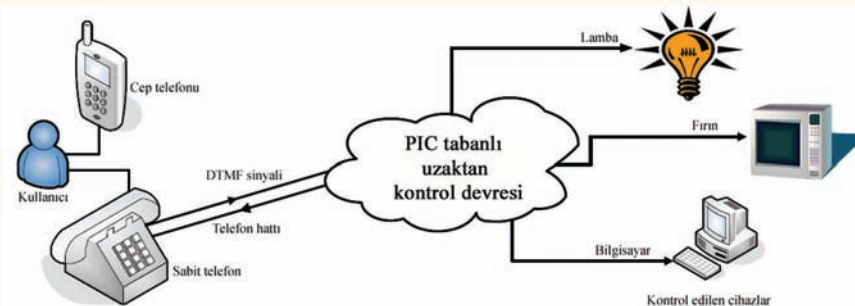 Cep telefonu
Kullanıcı
Sabit telefon
DTMF sinyali
Telefon hattı
PIC tabanlı
uzaktan
kontrol devresi
Lamba
Fırın
Bilgisayar
Kontrol edilen cihazlar